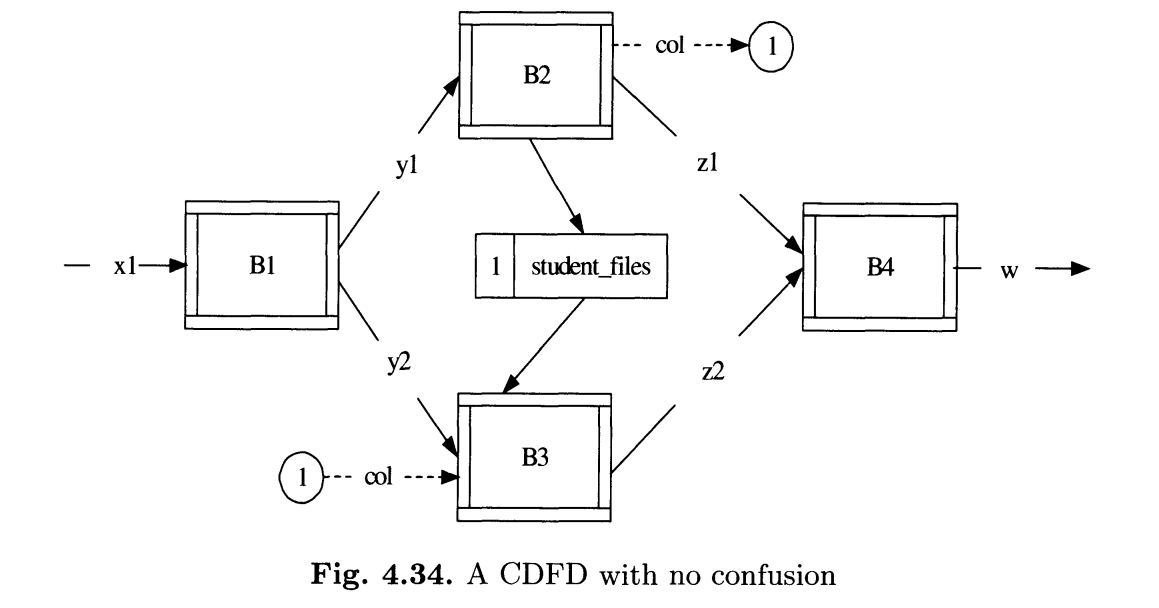 B2
col
1
y1
z1
x1
B1
1
student_files
B4
w
y2
z2
1
col
B3
Fig. 4.34. A CDFD with no confusion